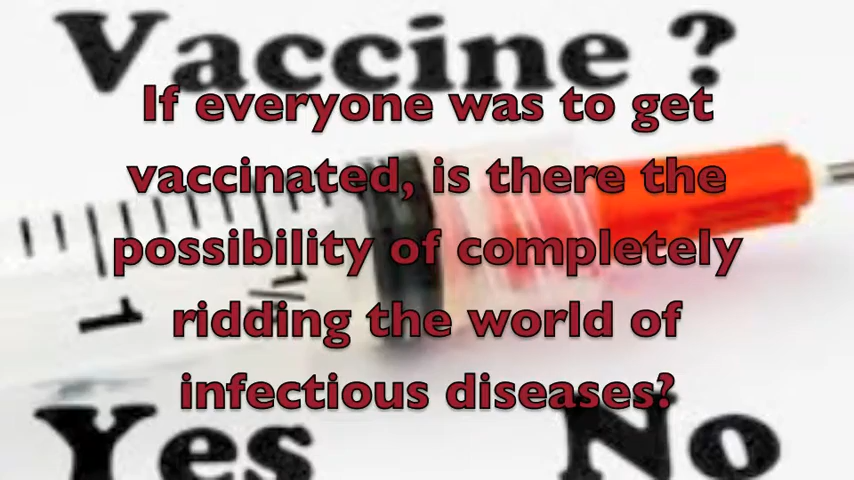 Vaccine ?
If everyone was to get
vaccinated, is there the
possibility of completely
ridding the world of
infectious diseases?
1
Yes No